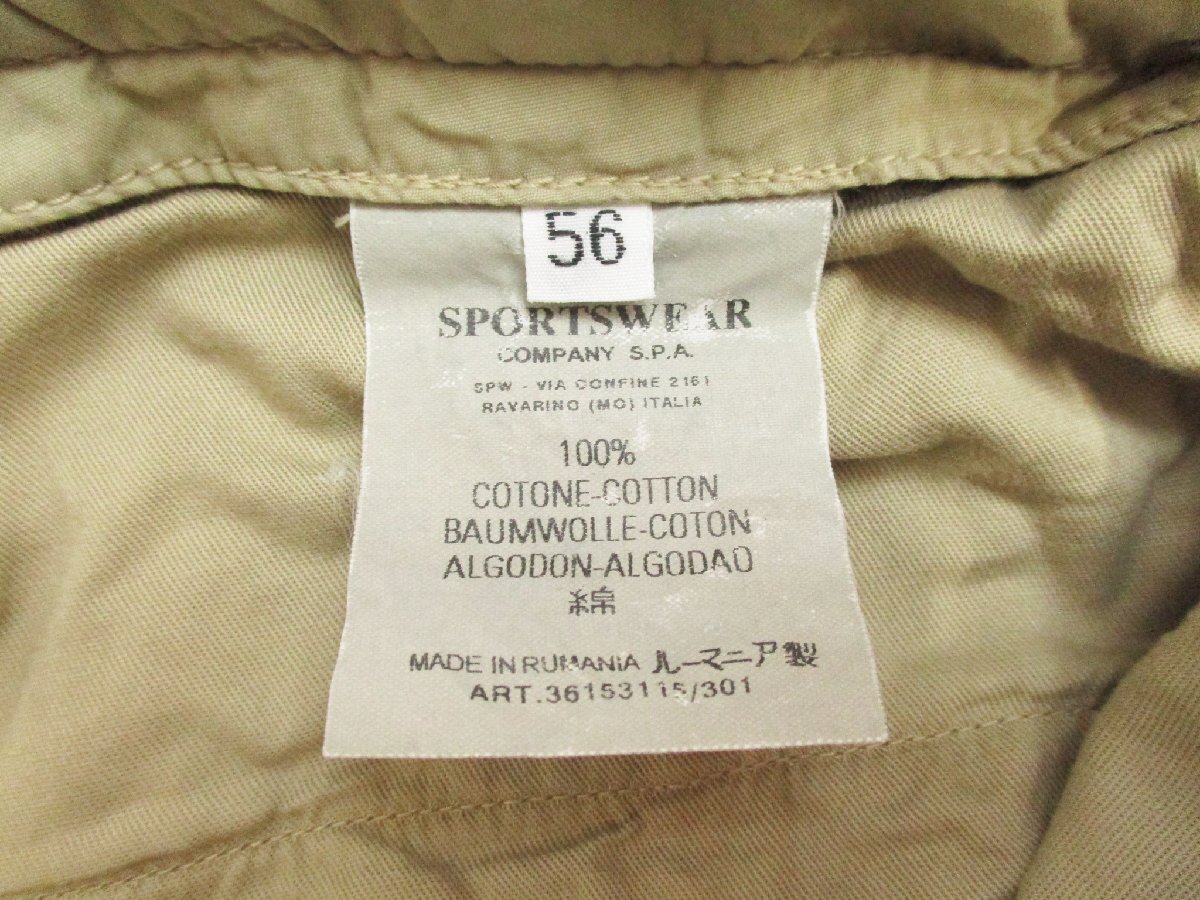 56
SPORTSWEAR
COMPANY S.P.A.
SPW - VIA CONFINE 2161
RAVARINO (MO) ITALIA
100%
COTONE-COTTON
BAUMWOLLE-COTON
ALGODON-ALGODAO
綿
MADE IN RUMANIA ルーマニア製
ART.36153115/301